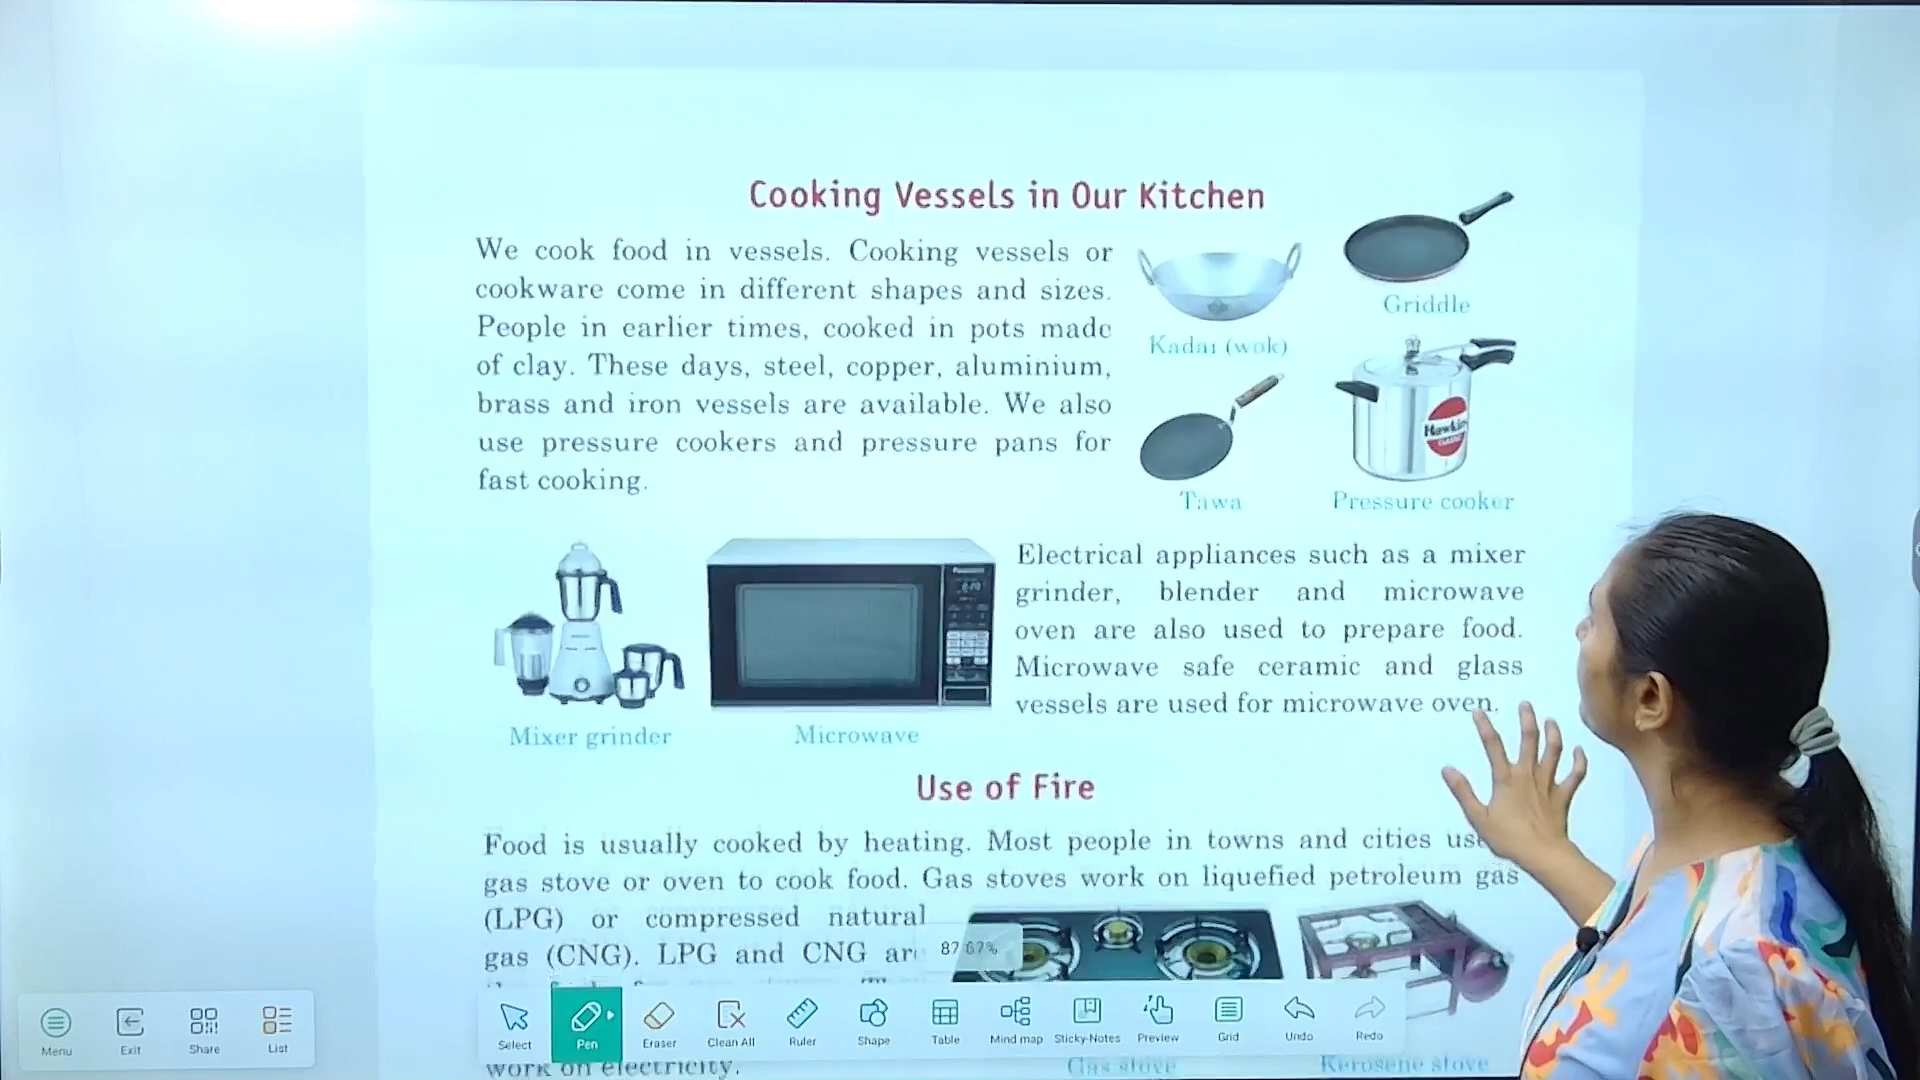 Cooking Vessels in Our Kitchen
We cook food in vessels. Cooking vessels or
cookware come in different shapes and sizes.
People in earlier times, cooked in pots made
of clay. These days, steel, copper, aluminium,
brass and iron vessels are available. We also
use pressure cookers and pressure pans for
fast cooking.
Kadai (wok)
Griddle
Tawa
Hawkins
CLASSIC
Pressure cooker
Panasonic
Mixer grinder
Microwave
Electrical appliances such as a mixer
grinder, blender and microwave
oven are also used to prepare food.
Microwave safe ceramic and glass
vessels are used for microwave oven.
Use of Fire
Food is usually cooked by heating. Most people in towns and cities use
gas stove or oven to cook food. Gas stoves work on liquefied petroleum gas
(LPG) or compressed natural
gas (CNG). LPG and CNG are
87.67%
work on electricity.
Gas stove
Kerosene stove
Menu
Exit
Share
List
Select
Pen
Eraser
Clean All
Ruler
Shape
Table
Mind map
Sticky-Notes
Preview
Grid
Undo
Redo